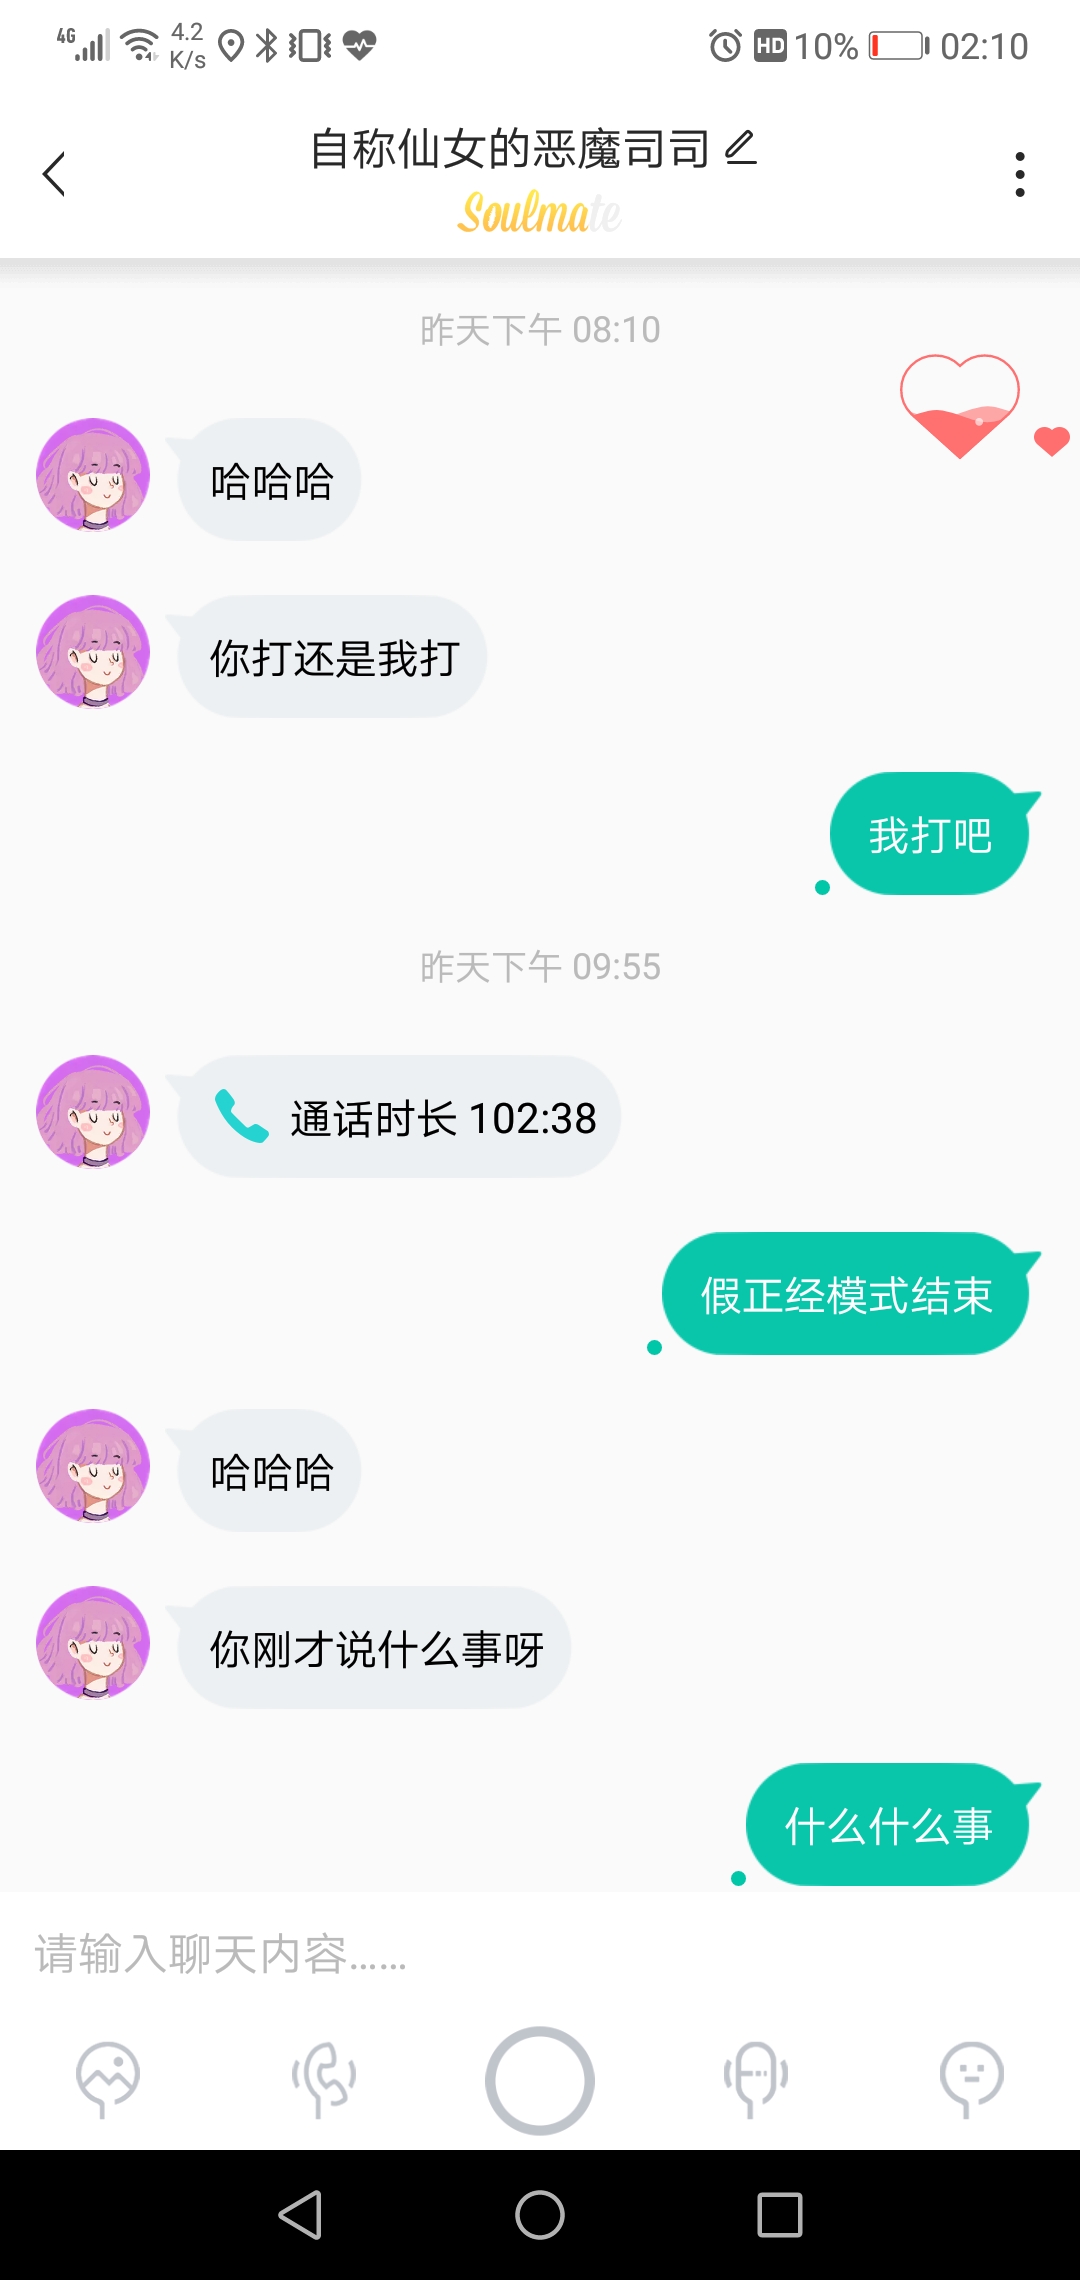 4G 4.2 K/s HD 10% 02:10
自称仙女的恶魔司司
Soulmate
昨天下午 08:10
哈哈哈
你打还是我打
我打吧
昨天下午 09:55
通话时长 102:38
假正经模式结束
哈哈哈
你刚才说什么事呀
什么什么事
请输入聊天内容......